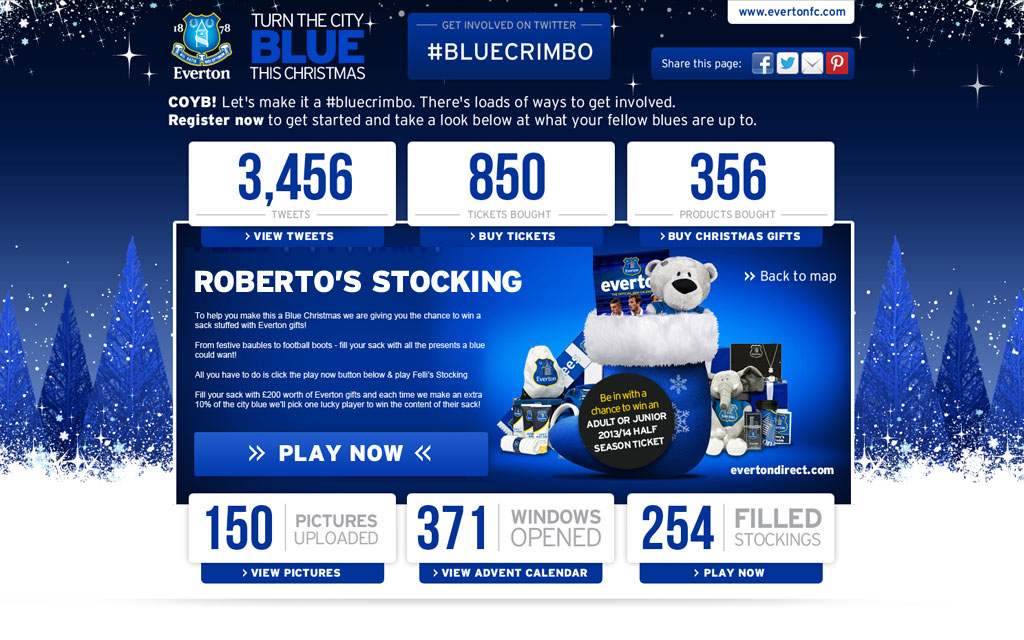 18 78
Everton
TURN THE CITY
BLUE
THIS CHRISTMAS
GET INVOLVED ON TWITTER
#BLUECRIMBO
www.evertonfc.com
Share this page:
COYB! Let's make it a #bluecrimbo. There's loads of ways to get involved.
Register now to get started and take a look below at what your fellow blues are up to.
3,456
TWEETS
> VIEW TWEETS
850
TICKETS BOUGHT
> BUY TICKETS
356
PRODUCTS BOUGHT
> BUY CHRISTMAS GIFTS
ROBERTO'S STOCKING
>> Back to map
To help you make this a Blue Christmas we are giving you the chance to win a
sack stuffed with Everton gifts!
From festive baubles to football boots - fill your sack with all the presents a blue
could want!
All you have to do is click the play now button below & play Felli's Stocking
Fill your sack with £200 worth of Everton gifts and each time we make an extra
10% of the city blue we'll pick one lucky player to win the content of their sack!
>> PLAY NOW <<
Everton
Be in with a
chance to win an
ADULT OR JUNIOR
2013/14 HALF
SEASON TICKET
evertondirect.com
150
PICTURES
UPLOADED
> VIEW PICTURES
371
WINDOWS
OPENED
> VIEW ADVENT CALENDAR
254
FILLED
STOCKINGS
> PLAY NOW